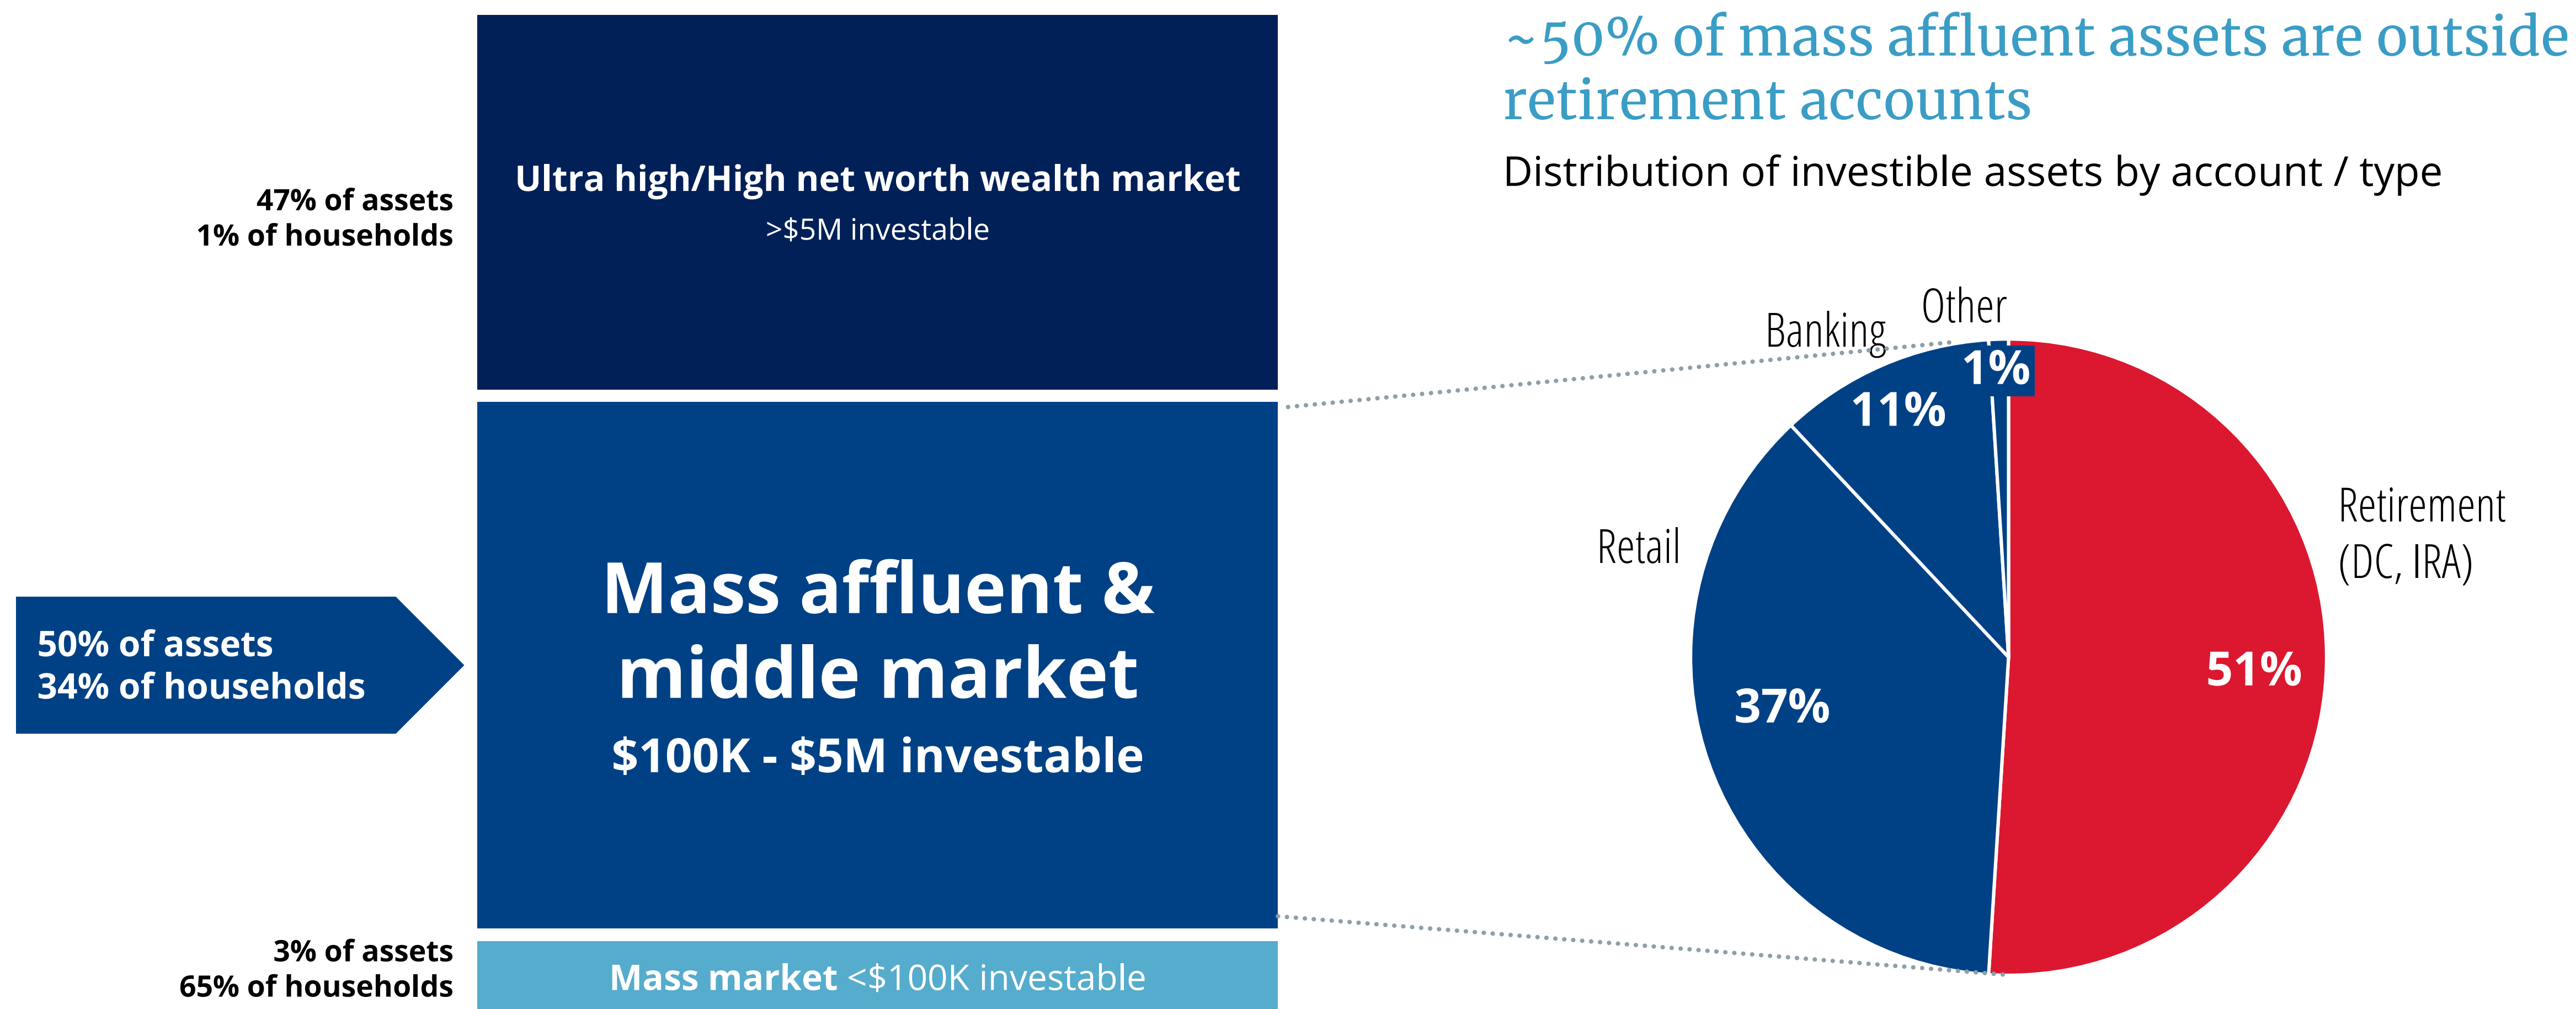 47% of assets
1% of households
Ultra high/High net worth wealth market
>$5M investable
50% of assets
34% of households
Mass affluent &
middle market
$100K - $5M investable
3% of assets
65% of households
Mass market <$100K investable
~50% of mass affluent assets are outside
retirement accounts
Distribution of investible assets by account / type
Other
Banking
1%
11%
Retirement
(DC, IRA)
Retail
51%
37%